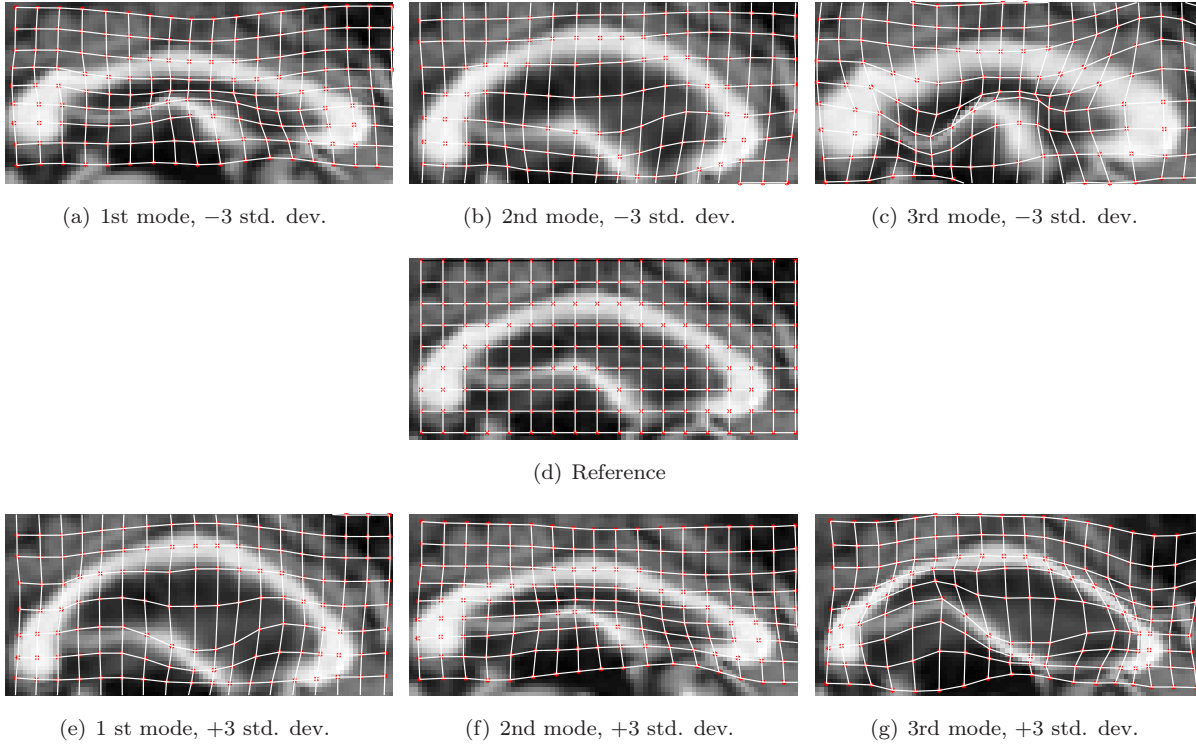 (a) 1st mode, −3 std. dev.
(b) 2nd mode, −3 std. dev.
(c) 3rd mode, −3 std. dev.
(d) Reference
(e) 1 st mode, +3 std. dev.
(f) 2nd mode, +3 std. dev.
(g) 3rd mode, +3 std. dev.